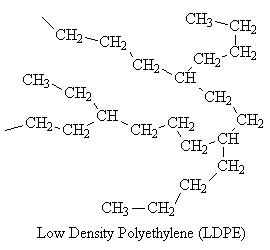 CH₃ CH₂
CH₂ CH₂ CH₂
CH₂ CH₂
CH
CH₃ CH₂ CH₂
CH CH₂
CH₂ CH₂ CH₂ CH₂
CH₂ CH
CH₂
CH₂
CH₃ CH₂
Low Density Polyethylene (LDPE)